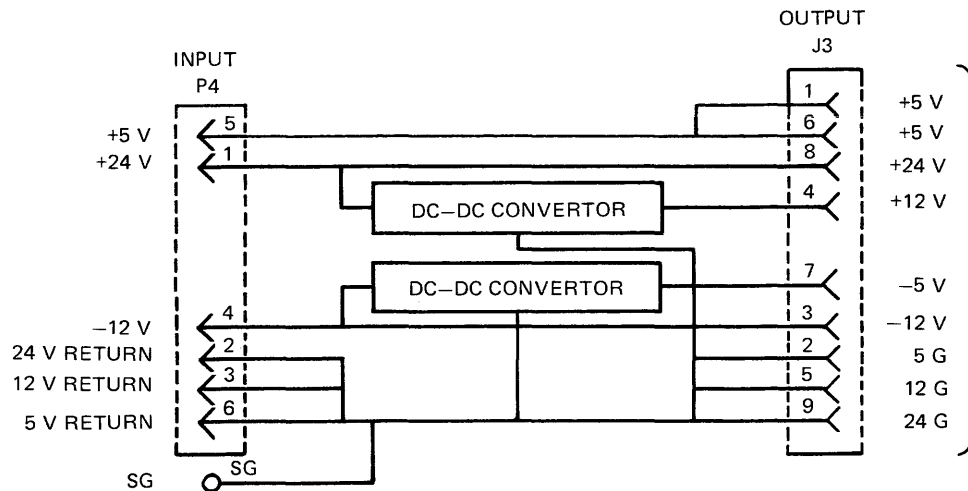 OUTPUT
J3
INPUT
P4
1
+5 V
+5 V
5
6
+5 V
+24 V
1
8
+24 V
DC–DC CONVERTOR
4
+12 V
DC–DC CONVERTOR
7
–5 V
–12 V
4
3
–12 V
24 V RETURN
2
2
5 G
12 V RETURN
3
5
12 G
5 V RETURN
6
9
24 G
SG
SG